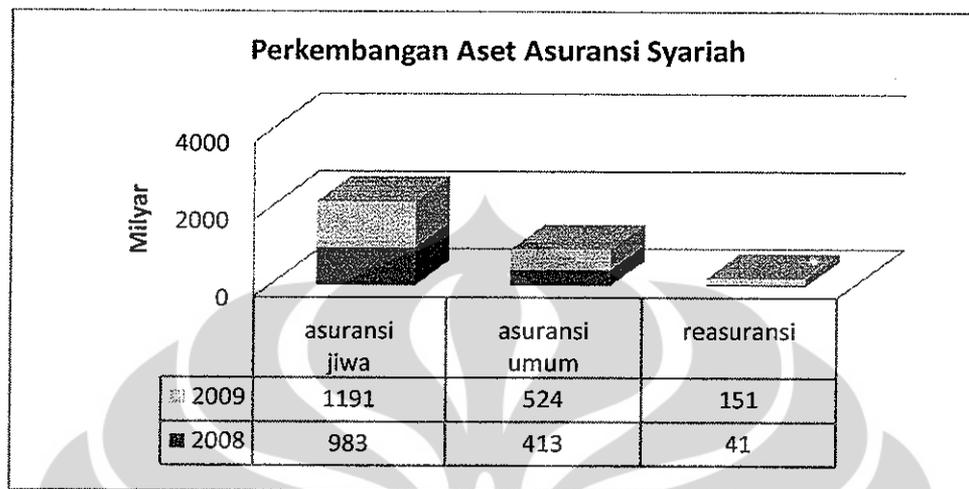 Perkembangan Aset Asuransi Syariah
Milyar
4000
2000
0
asuransi jiwa asuransi umum reasuransi
2009 1191 524 151
2008 983 413 41